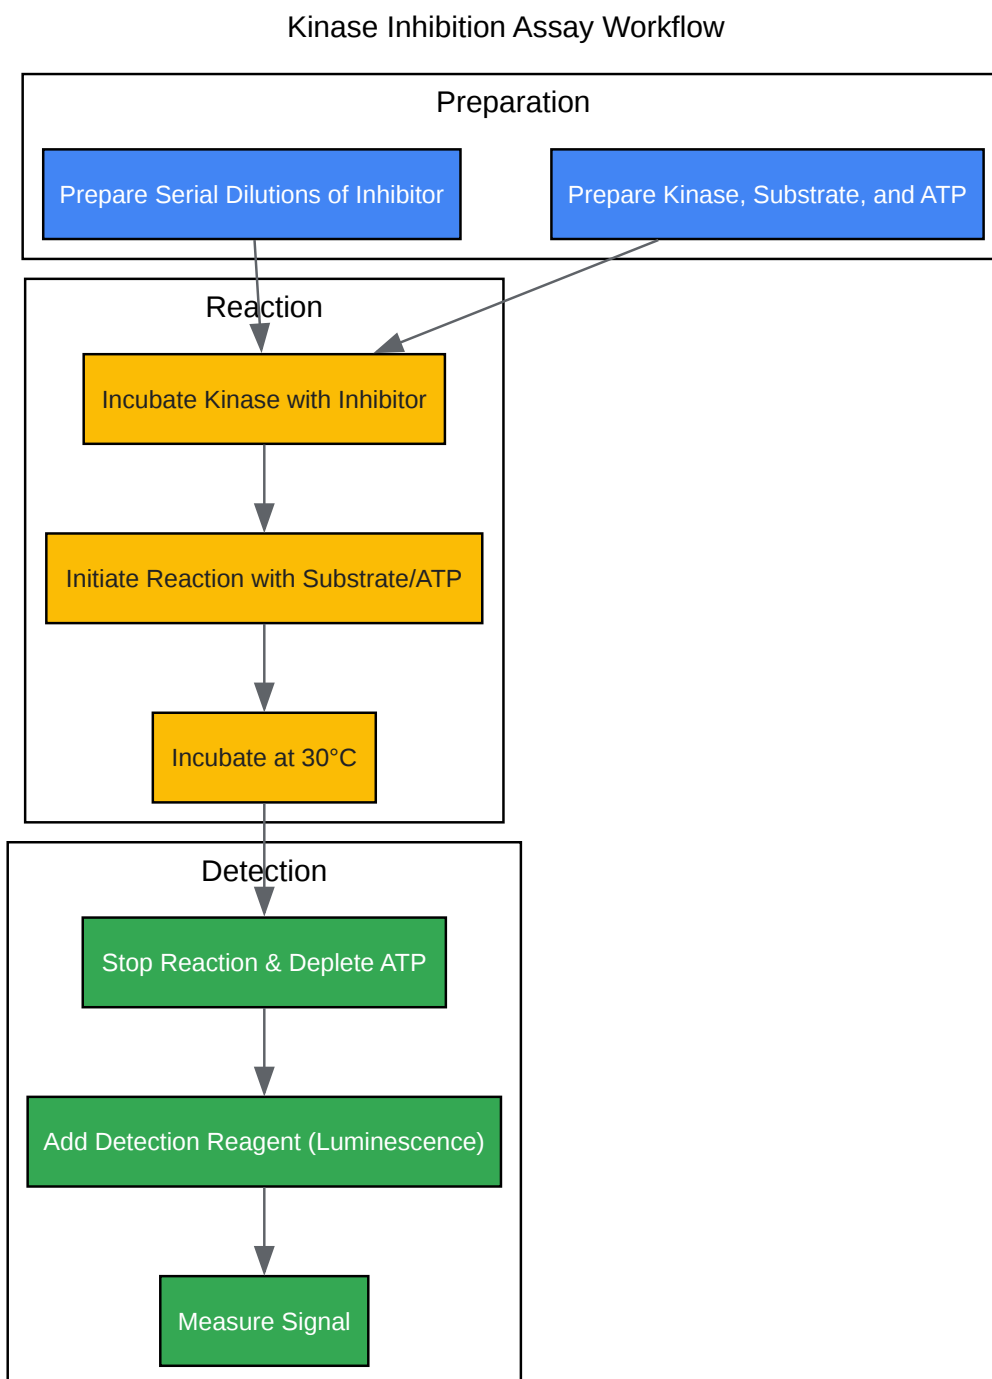 Kinase Inhibition Assay Workflow
Preparation
Prepare Serial Dilutions of Inhibitor
Prepare Kinase, Substrate, and ATP
Reaction
Incubate Kinase with Inhibitor
Initiate Reaction with Substrate/ATP
Incubate at 30°C
Detection
Stop Reaction & Deplete ATP
Add Detection Reagent (Luminescence)
Measure Signal